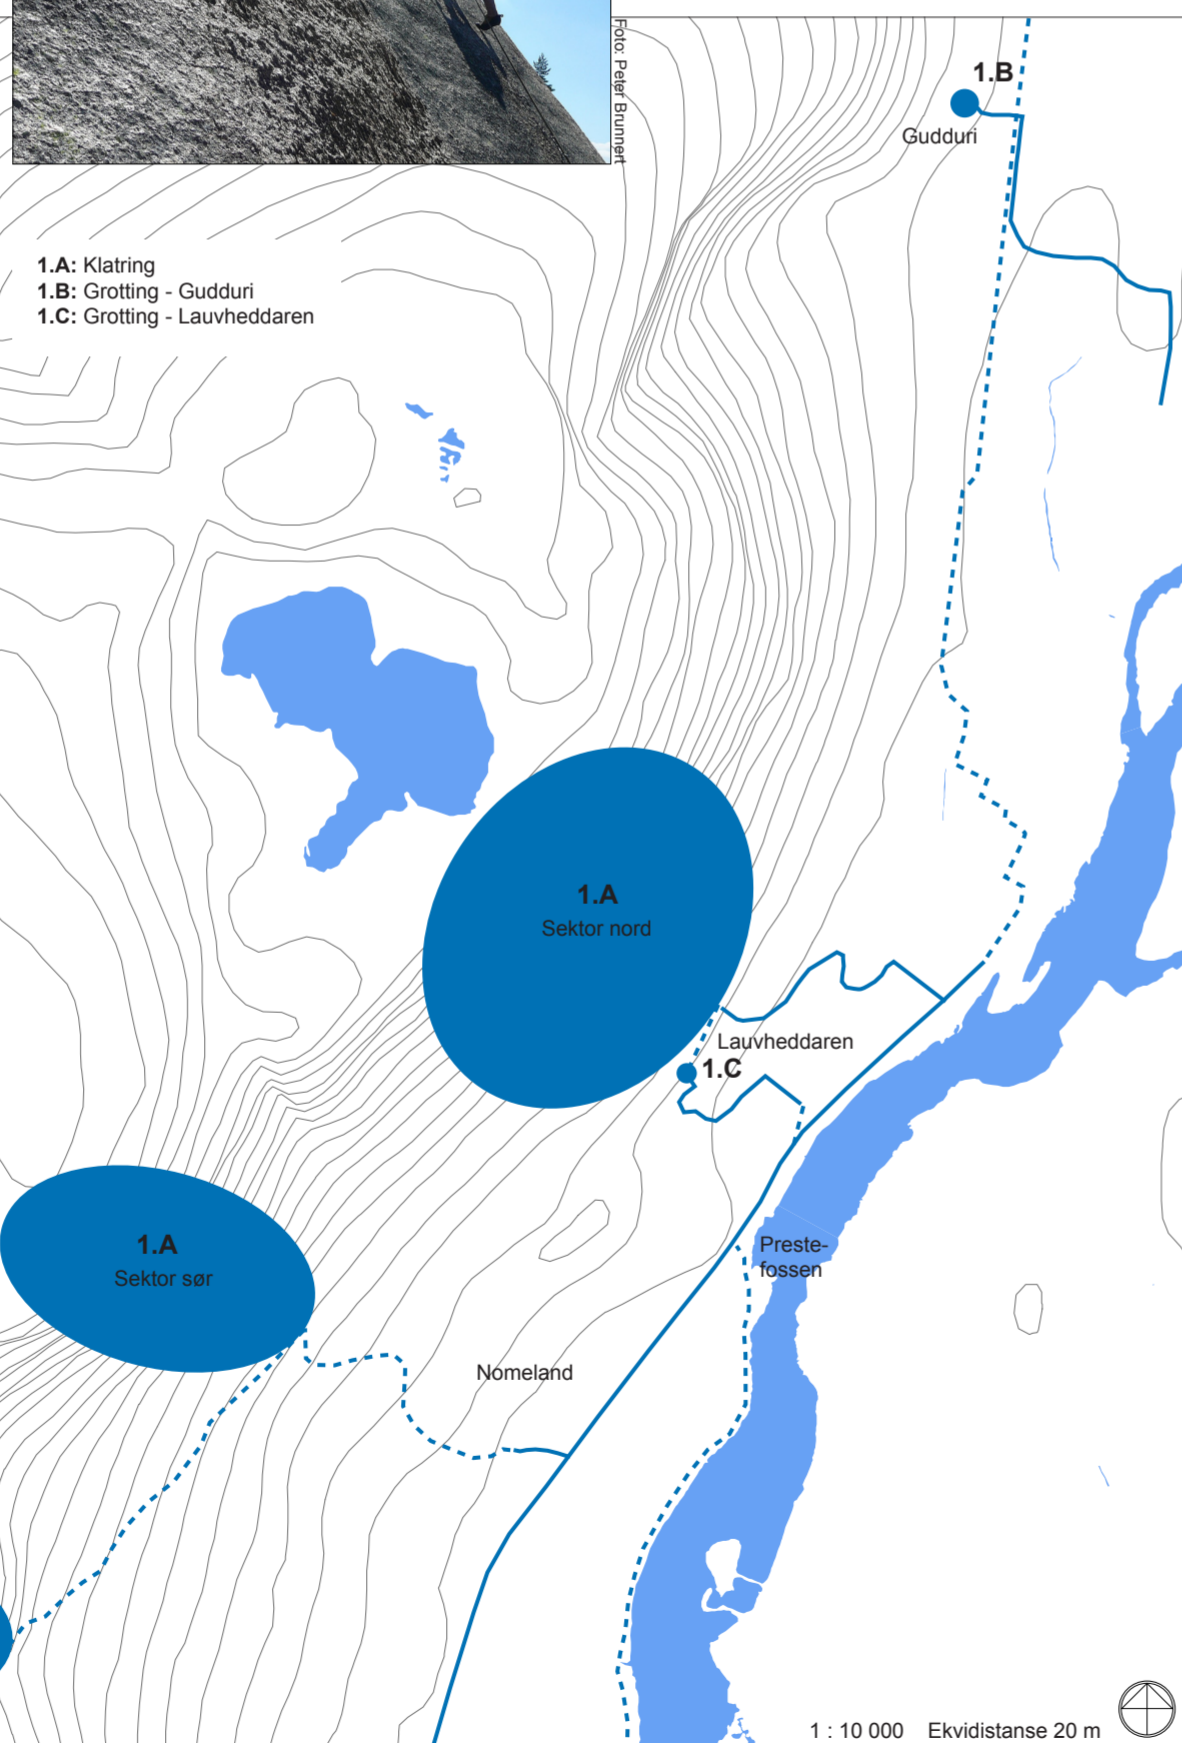 Foto: Peter Brunnert
1.B
Gudduri
1.A: Klatring
1.B: Grotting - Gudduri
1.C: Grotting - Lauvheddaren
1.A
Sektor nord
Lauvheddaren
1.C
1.A
Sektor sør
Preste-
fossen
Nomeland
1 : 10 000 Ekvidistanse 20 m